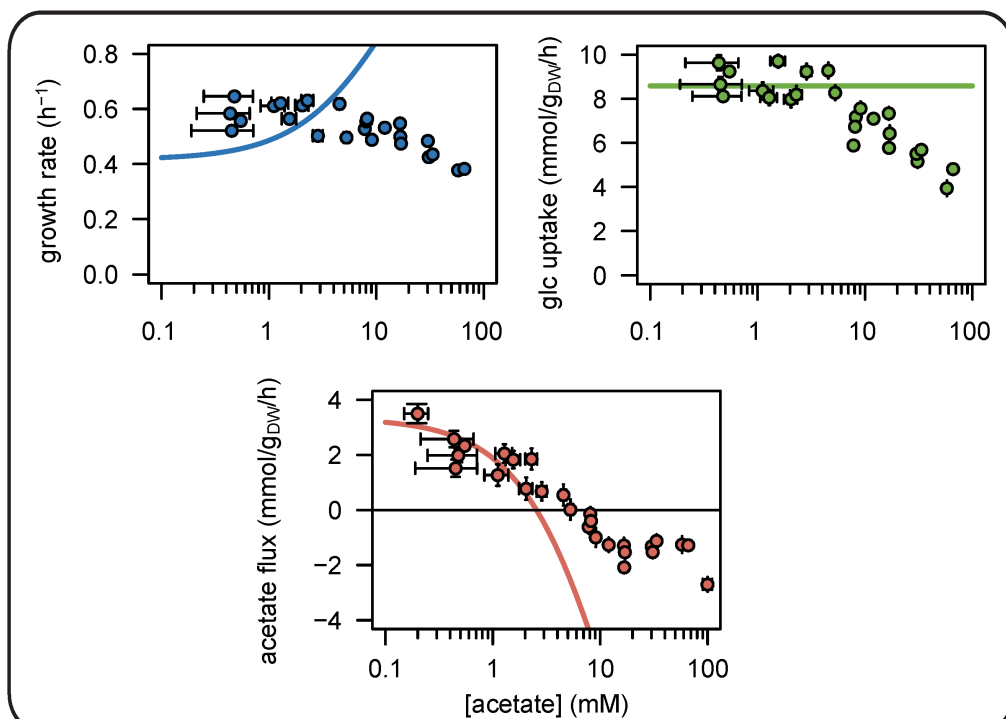 growth rate (h⁻¹)
0.8
0.6
0.4
0.2
0.0
0.1 1 10 100
glc uptake (mmol/gDW/h)
10
8
6
4
2
0
0.1 1 10 100
acetate flux (mmol/gDW/h)
4
2
0
−2
−4
0.1 1 10 100
[acetate] (mM)